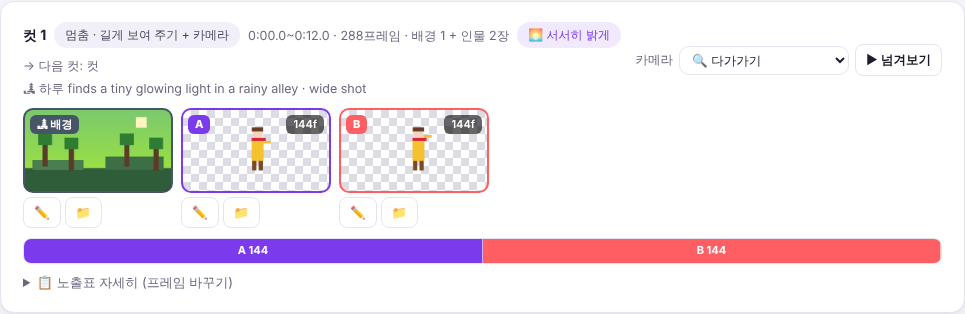 컷 1 멈춤 · 길게 보여 주기 + 카메라 0:00.0~0:12.0 · 288프레임 · 배경 1 + 인물 2장 🌅 서서히 밝게
→ 다음 컷: 컷
카메라 🔍 다가가기 ▶ 넘겨보기
🏞 하루 finds a tiny glowing light in a rainy alley · wide shot
🏞 배경 A 144f B 144f
A 144 B 144
▶ 📋 노출표 자세히 (프레임 바꾸기)